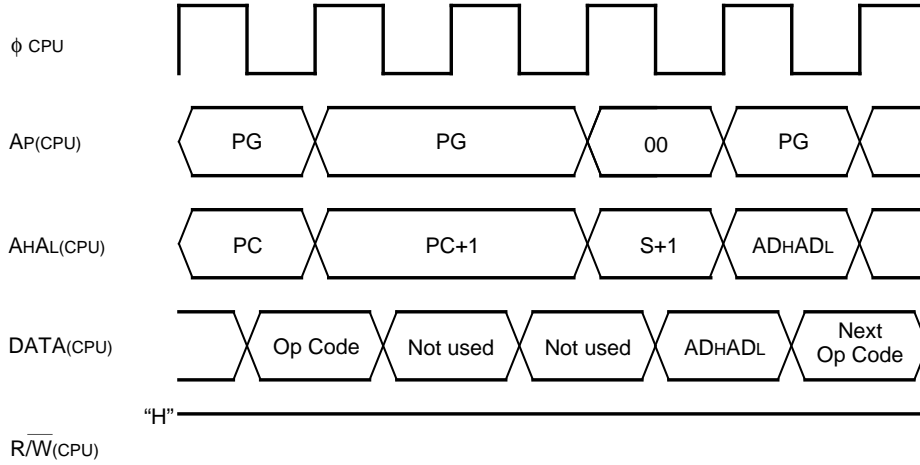 ϕ CPU
AP(CPU) PG PG 00 PG
AHAL(CPU) PC PC+1 S+1 ADHADL
DATA(CPU) Op Code Not used Not used ADHADL Next Op Code
“H”
R/W̅(CPU)